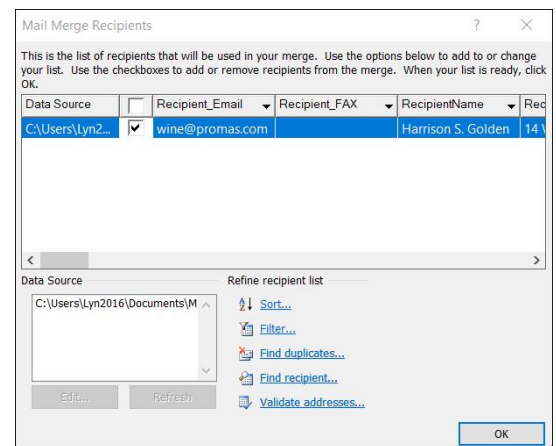 Mail Merge Recipients
This is the list of recipients that will be used in your merge. Use the options below to add to or change
your list. Use the checkboxes to add or remove recipients from the merge. When your list is ready, click
OK.
Data Source Recipient_Email Recipient_FAX RecipientName Rec
C:\Users\Lyn2... wine@promas.com Harrison S. Golden 14
Data Source Refine recipient list
C:\Users\Lyn2016\Documents\M
Sort...
Filter...
Find duplicates...
Find recipient...
Edit... Refresh
Validate addresses...
OK